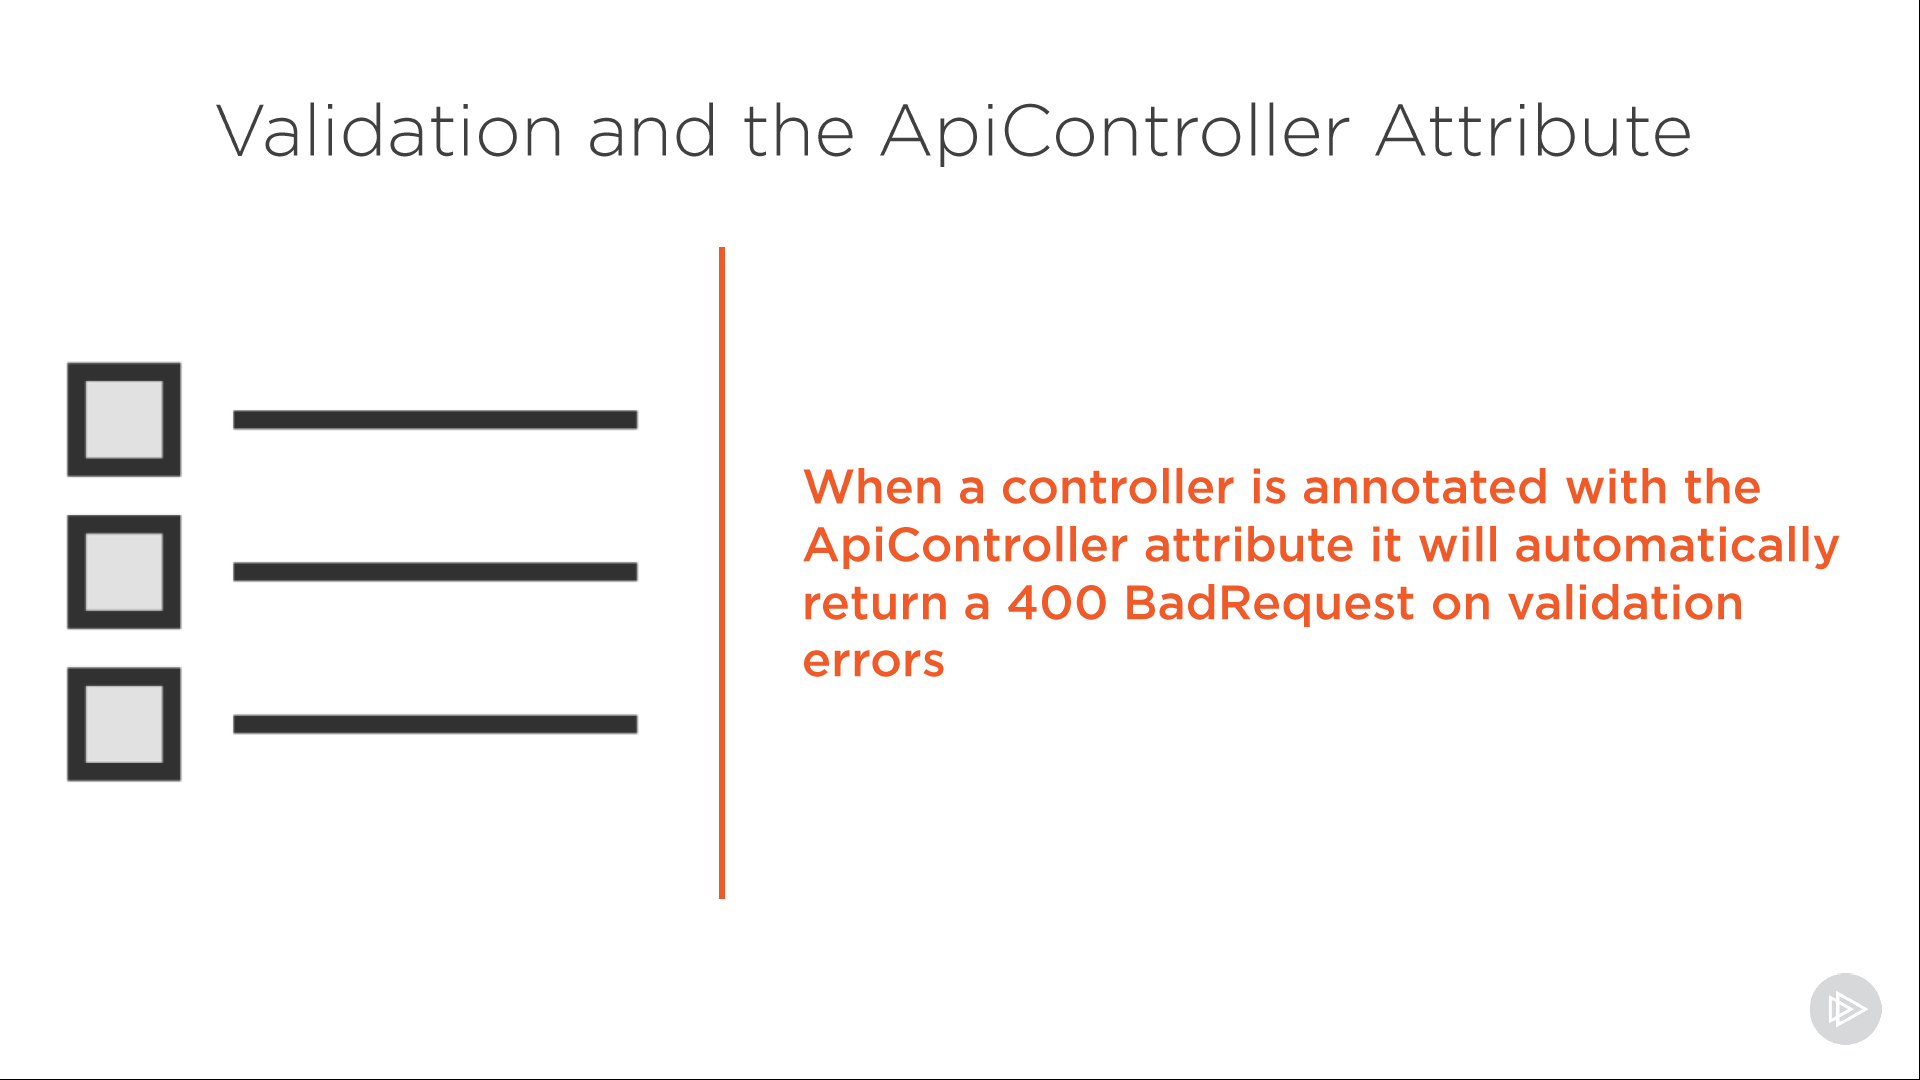 Validation and the ApiController Attribute
When a controller is annotated with the
ApiController attribute it will automatically
return a 400 BadRequest on validation
errors